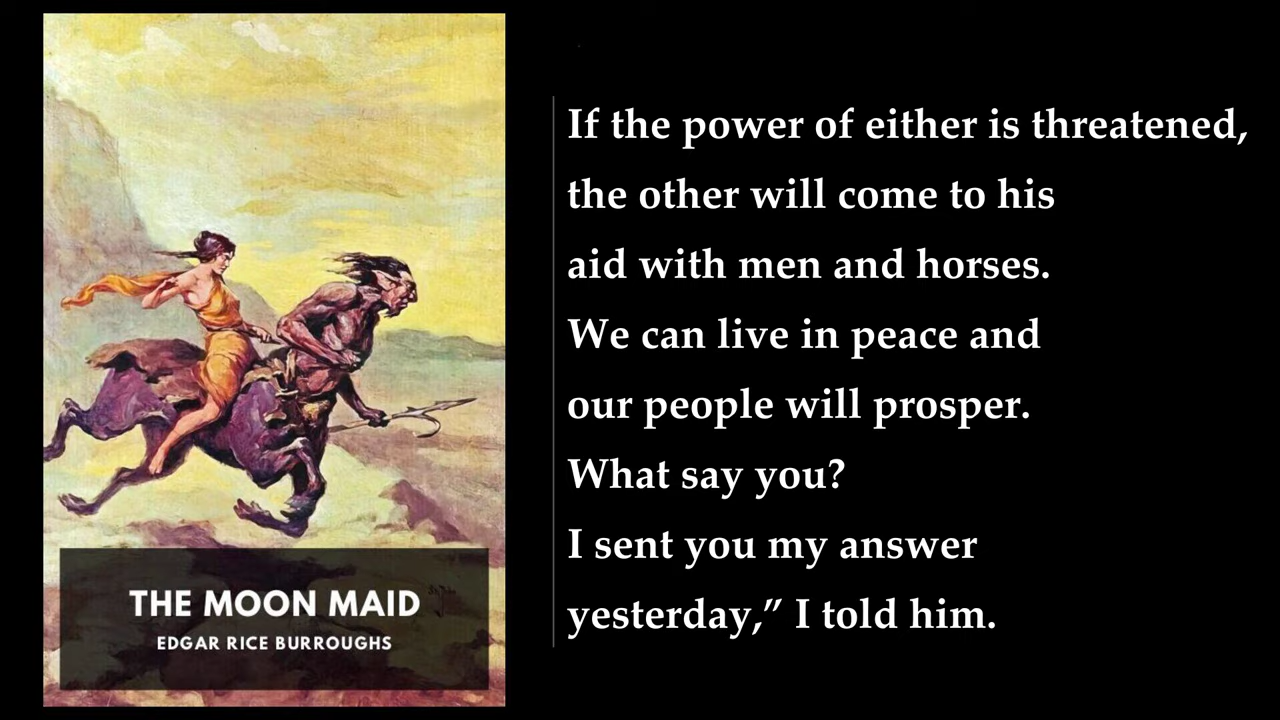 THE MOON MAID
EDGAR RICE BURROUGHS
If the power of either is threatened,
the other will come to his
aid with men and horses.
We can live in peace and
our people will prosper.
What say you?
I sent you my answer
yesterday,” I told him.